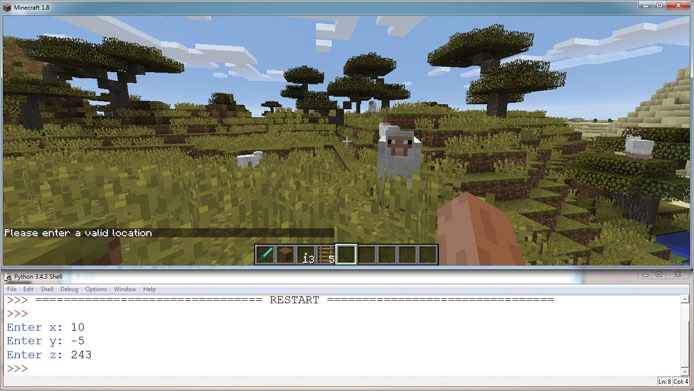 Minecraft 1.8
Please enter a valid location
13 5
Python 3.4.3 Shell
File Edit Shell Debug Options Window Help
>>> ================================ RESTART ================================
>>>
Enter x: 10
Enter y: -5
Enter z: 243
>>>
Ln: 8 Col: 4